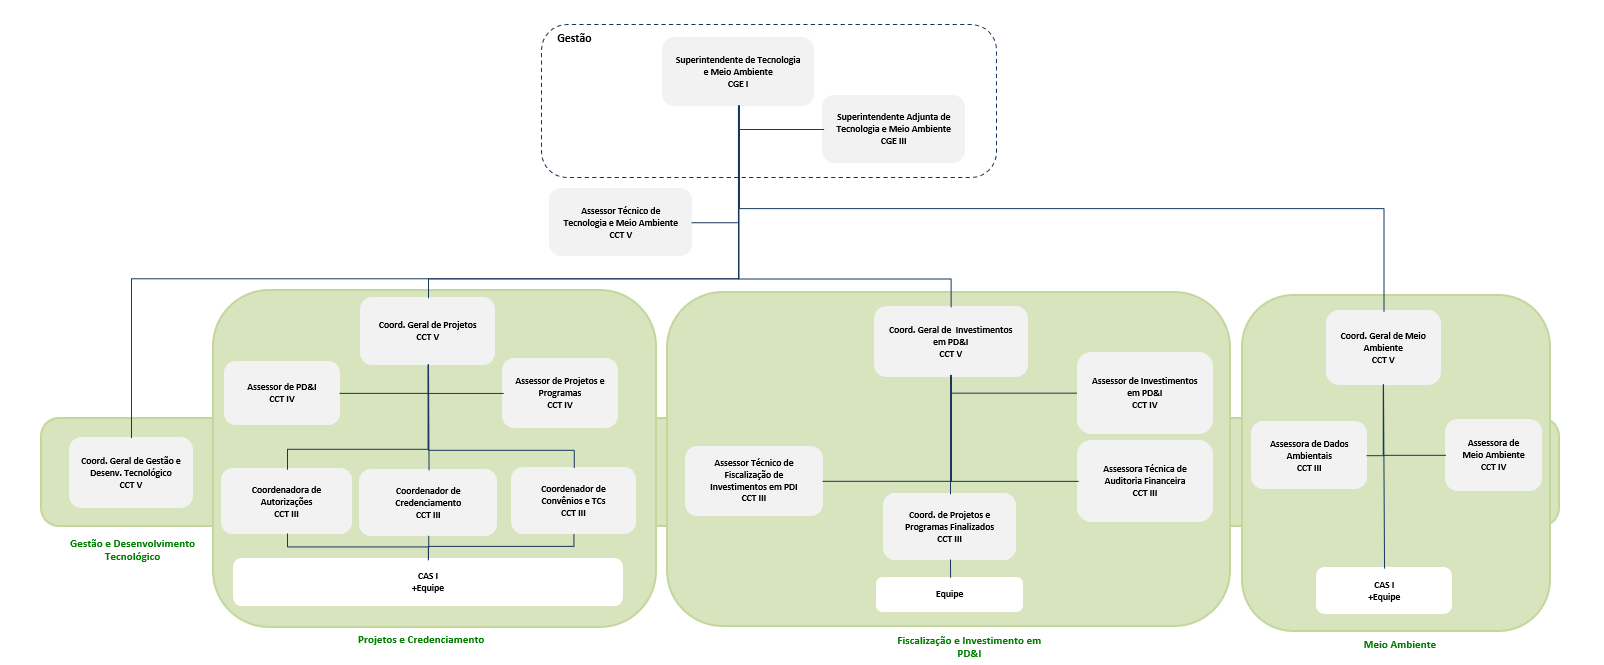 Gestão
Superintendente de Tecnologia
e Meio Ambiente
CGE I
Superintendente Adjunta de
Tecnologia e Meio Ambiente
CGE III
Assessor Técnico de
Tecnologia e Meio Ambiente
CCT V
Coord. Geral de Gestão e
Desenv. Tecnológico
CCT V
Gestão e Desenvolvimento
Tecnológico
Coord. Geral de Projetos
CCT V
Assessor de PD&I
CCT IV
Assessor de Projetos e
Programas
CCT IV
Coordenadora de
Autorizações
CCT III
Coordenador de
Credenciamento
CCT III
Coordenador de
Convênios e TCs
CCT III
CAS I
+Equipe
Projetos e Credenciamento
Coord. Geral de Investimentos
em PD&I
CCT V
Assessor de Investimentos
em PD&I
CCT IV
Assessor Técnico de
Fiscalização de
Investimentos em PDI
CCT III
Assessora Técnica de
Auditoria Financeira
CCT III
Coord. de Projetos e
Programas Finalizados
CCT III
Equipe
Fiscalização e Investimento em
PD&I
Coord. Geral de Meio
Ambiente
CCT V
Assessora de Dados
Ambientais
CCT III
Assessora de
Meio Ambiente
CCT IV
CAS I
+Equipe
Meio Ambiente